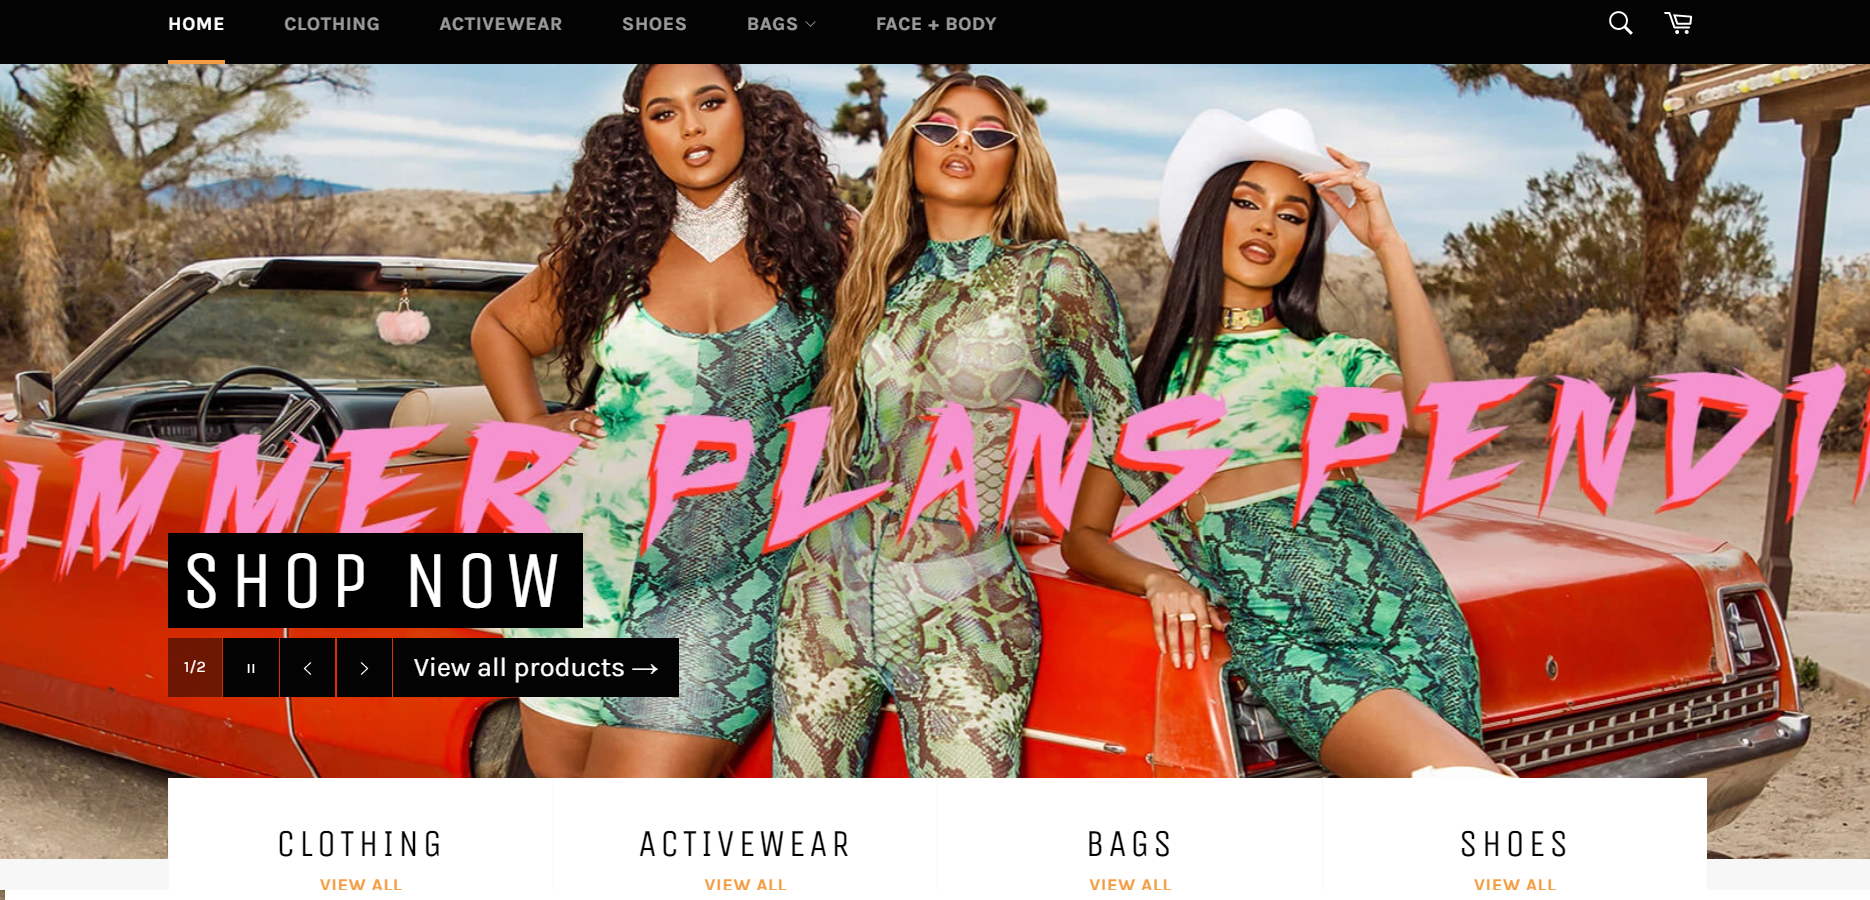 HOME CLOTHING ACTIVEWEAR SHOES BAGS FACE + BODY
UMMER PLANS PENDI
SHOP NOW
1/2
View all products →
CLOTHING ACTIVEWEAR BAGS SHOES
VIEW ALL VIEW ALL VIEW ALL VIEW ALL